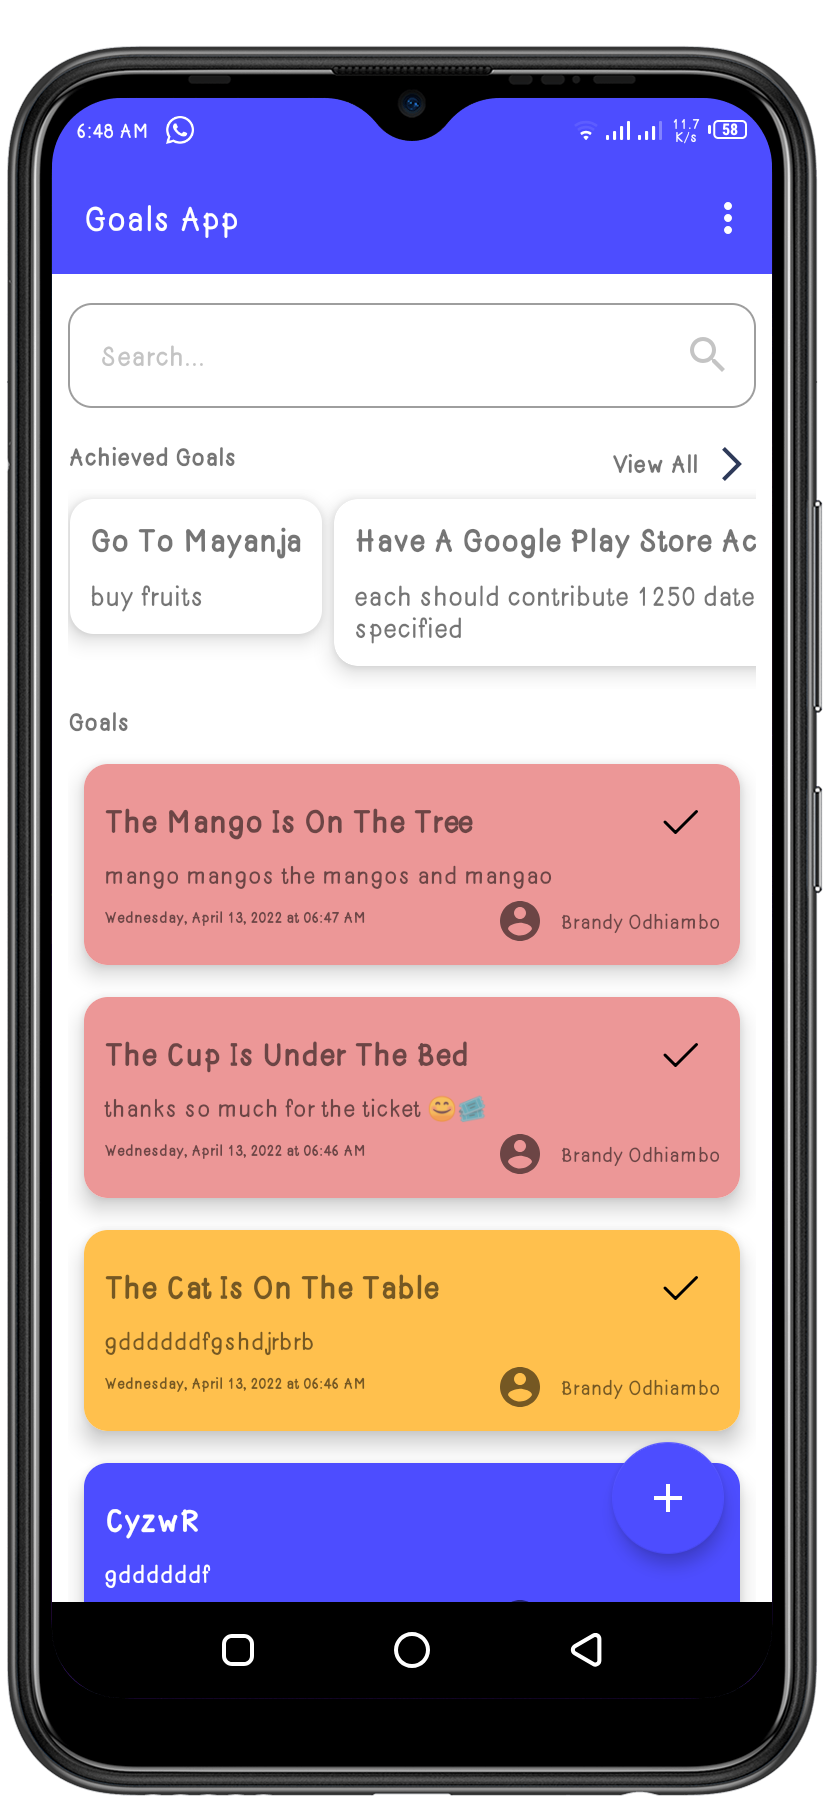 6:48 AM 11.7 K/s 58
Goals App
Search...
Achieved Goals View All
Go To Mayanja Have A Google Play Store Ac
buy fruits each should contribute 1250 date
specified
Goals
The Mango Is On The Tree
mango mangos the mangos and mangao
Wednesday, April 13, 2022 at 06:47 AM Brandy Odhiambo
The Cup Is Under The Bed
thanks so much for the ticket 😊🎫
Wednesday, April 13, 2022 at 06:46 AM Brandy Odhiambo
The Cat Is On The Table
gddddddfgshdjrbrb
Wednesday, April 13, 2022 at 06:46 AM Brandy Odhiambo
CyzwR
gddddddf